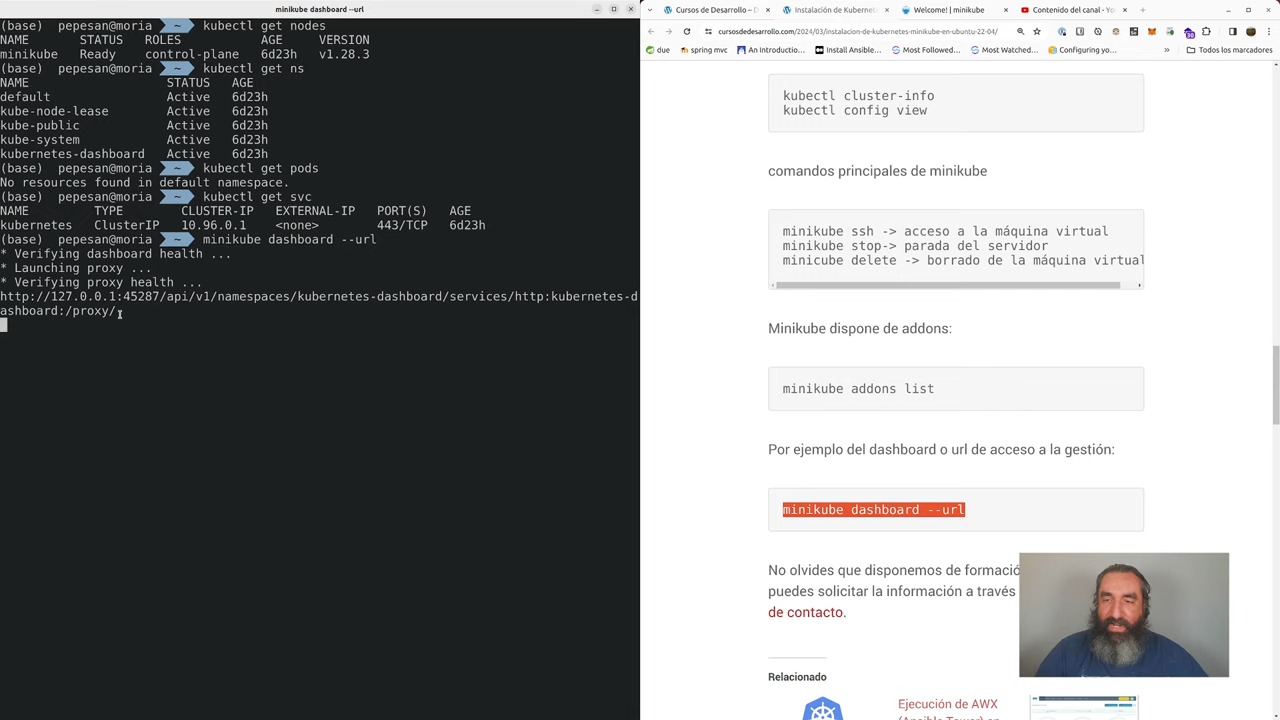 minikube dashboard --url
(base) pepesan@moria ~ kubectl get nodes
NAME STATUS ROLES AGE VERSION
minikube Ready control-plane 6d23h v1.28.3
(base) pepesan@moria ~ kubectl get ns
NAME STATUS AGE
default Active 6d23h
kube-node-lease Active 6d23h
kube-public Active 6d23h
kube-system Active 6d23h
kubernetes-dashboard Active 6d23h
(base) pepesan@moria ~ kubectl get pods
No resources found in default namespace.
(base) pepesan@moria ~ kubectl get svc
NAME TYPE CLUSTER-IP EXTERNAL-IP PORT(S) AGE
kubernetes ClusterIP 10.96.0.1 <none> 443/TCP 6d23h
(base) pepesan@moria ~ minikube dashboard --url
* Verifying dashboard health ...
* Launching proxy ...
* Verifying proxy health ...
http://127.0.0.1:45287/api/v1/namespaces/kubernetes-dashboard/services/http:kubernetes-d
ashboard:/proxy/
Cursos de Desarrollo – Instalación de Kubernetes Welcome! | minikube Contenido del canal -
cursosdedesarrollo.com/2024/03/instalacion-de-kubernetes-minikube-en-ubuntu-22-04/
due spring mvc An Introductio... Install Ansible... Most Followed... Most Watched... Configuring yo... Todos los marcadores
kubectl cluster-info
kubectl config view
comandos principales de minikube
minikube ssh -> acceso a la máquina virtual
minikube stop-> parada del servidor
minicube delete -> borrado de la máquina virtual
Minikube dispone de addons:
minikube addons list
Por ejemplo del dashboard o url de acceso a la gestión:
minikube dashboard --url
No olvides que disponemos de formació
puedes solicitar la información a través
de contacto.
Relacionado
Ejecución de AWX
(Ansible Tower) en